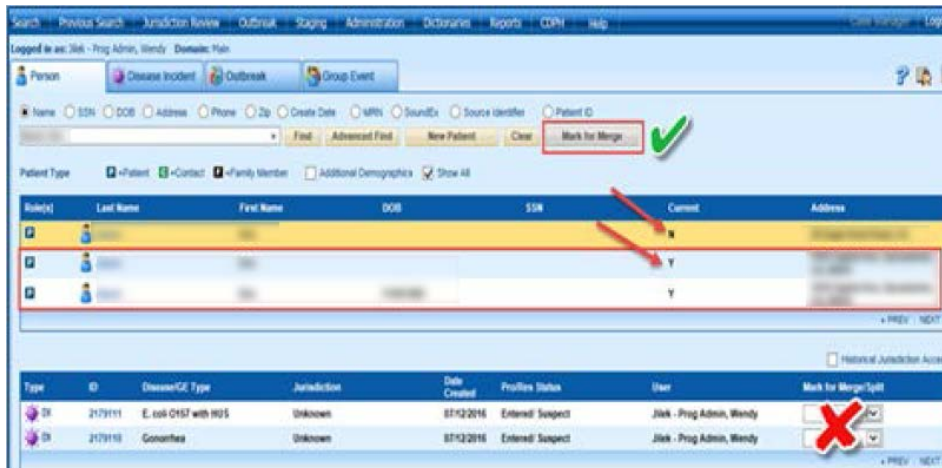 Search Previous Search Jurisdiction Review Outbreak Staging Administration Dictionaries Reports CDPH Help
Logged in as: Jilek - Prog Admin, Wendy Domain: Main
Person Disease Incident Outbreak Group Event
Name SSN DOB Address Phone Zip Create Date MRN SoundEx Source Identifier Patient ID
Find Advanced Find New Patient Clear Mark for Merge
Patient Type P =Patient C =Contact F =Family Member Additional Demographics Show All
Role(s) Last Name First Name DOB SSN Current Address
P N
P Y
P Y
PREV NEXT
Historical Jurisdiction Acce
Type ID Disease/GE Type Jurisdiction Date Created Profiles Status User Mark for Merge/Split
DI 2179111 E. coli O157 with HUS Unknown 07/12/2016 Entered/ Suspect Jilek - Prog Admin, Wendy
DI 2179110 Gonorrhea Unknown 07/12/2016 Entered/ Suspect Jilek - Prog Admin, Wendy
PREV NEXT